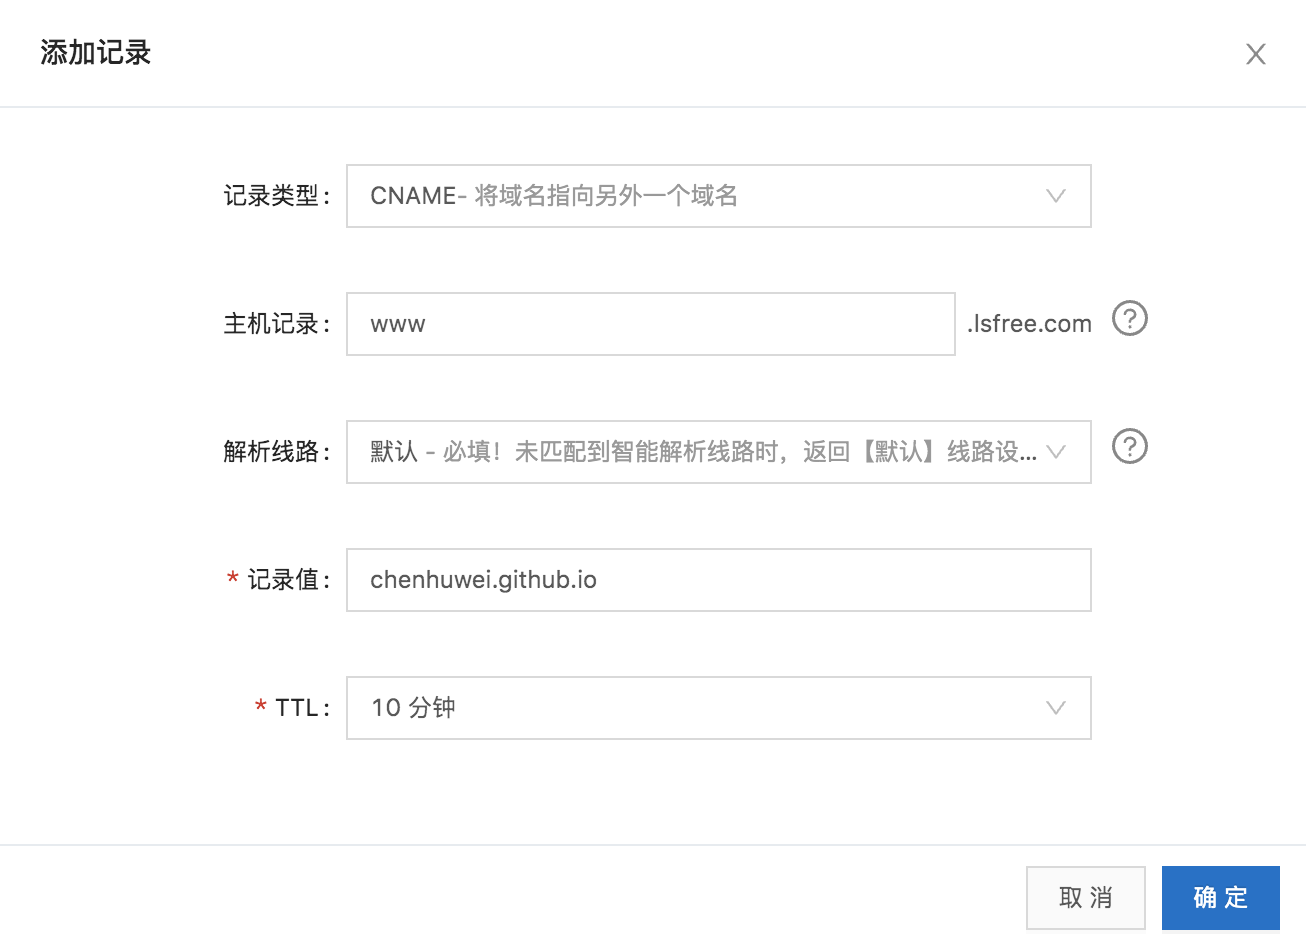 添加记录
记录类型: CNAME- 将域名指向另外一个域名
主机记录: www .lsfree.com ?
解析线路: 默认 - 必填！未匹配到智能解析线路时，返回【默认】线路设... ?
* 记录值: chenhuwei.github.io
* TTL: 10 分钟
取 消 确 定